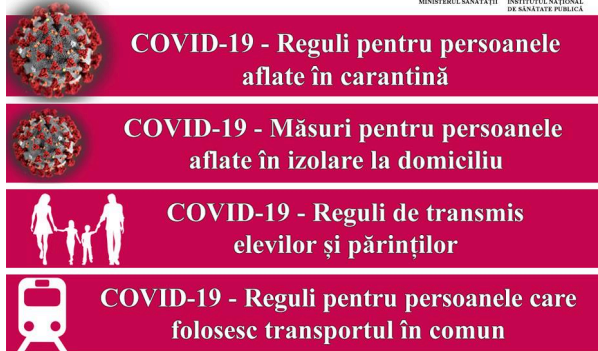 MINISTERUL SĂNĂTĂȚII
INSTITUTUL NAȚIONAL
DE SĂNĂTATE PUBLICĂ
COVID-19 - Reguli pentru persoanele
aflate în carantină
COVID-19 - Măsuri pentru persoanele
aflate în izolare la domiciliu
COVID-19 - Reguli de transmis
elevilor și părinților
COVID-19 - Reguli pentru persoanele care
folosesc transportul în comun